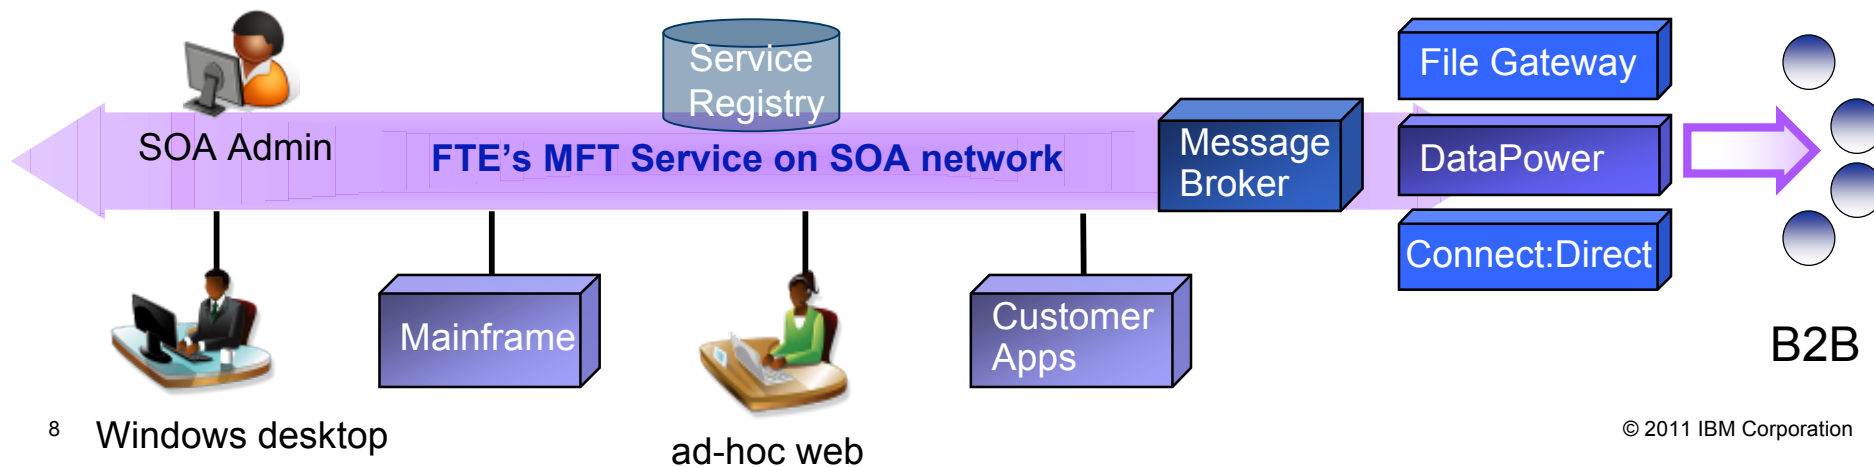 SOA Admin
Service
Registry
FTE's MFT Service on SOA network
Message
Broker
File Gateway
DataPower
Connect:Direct
Mainframe
Customer
Apps
B2B
Windows desktop
ad-hoc web
8
© 2011 IBM Corporation